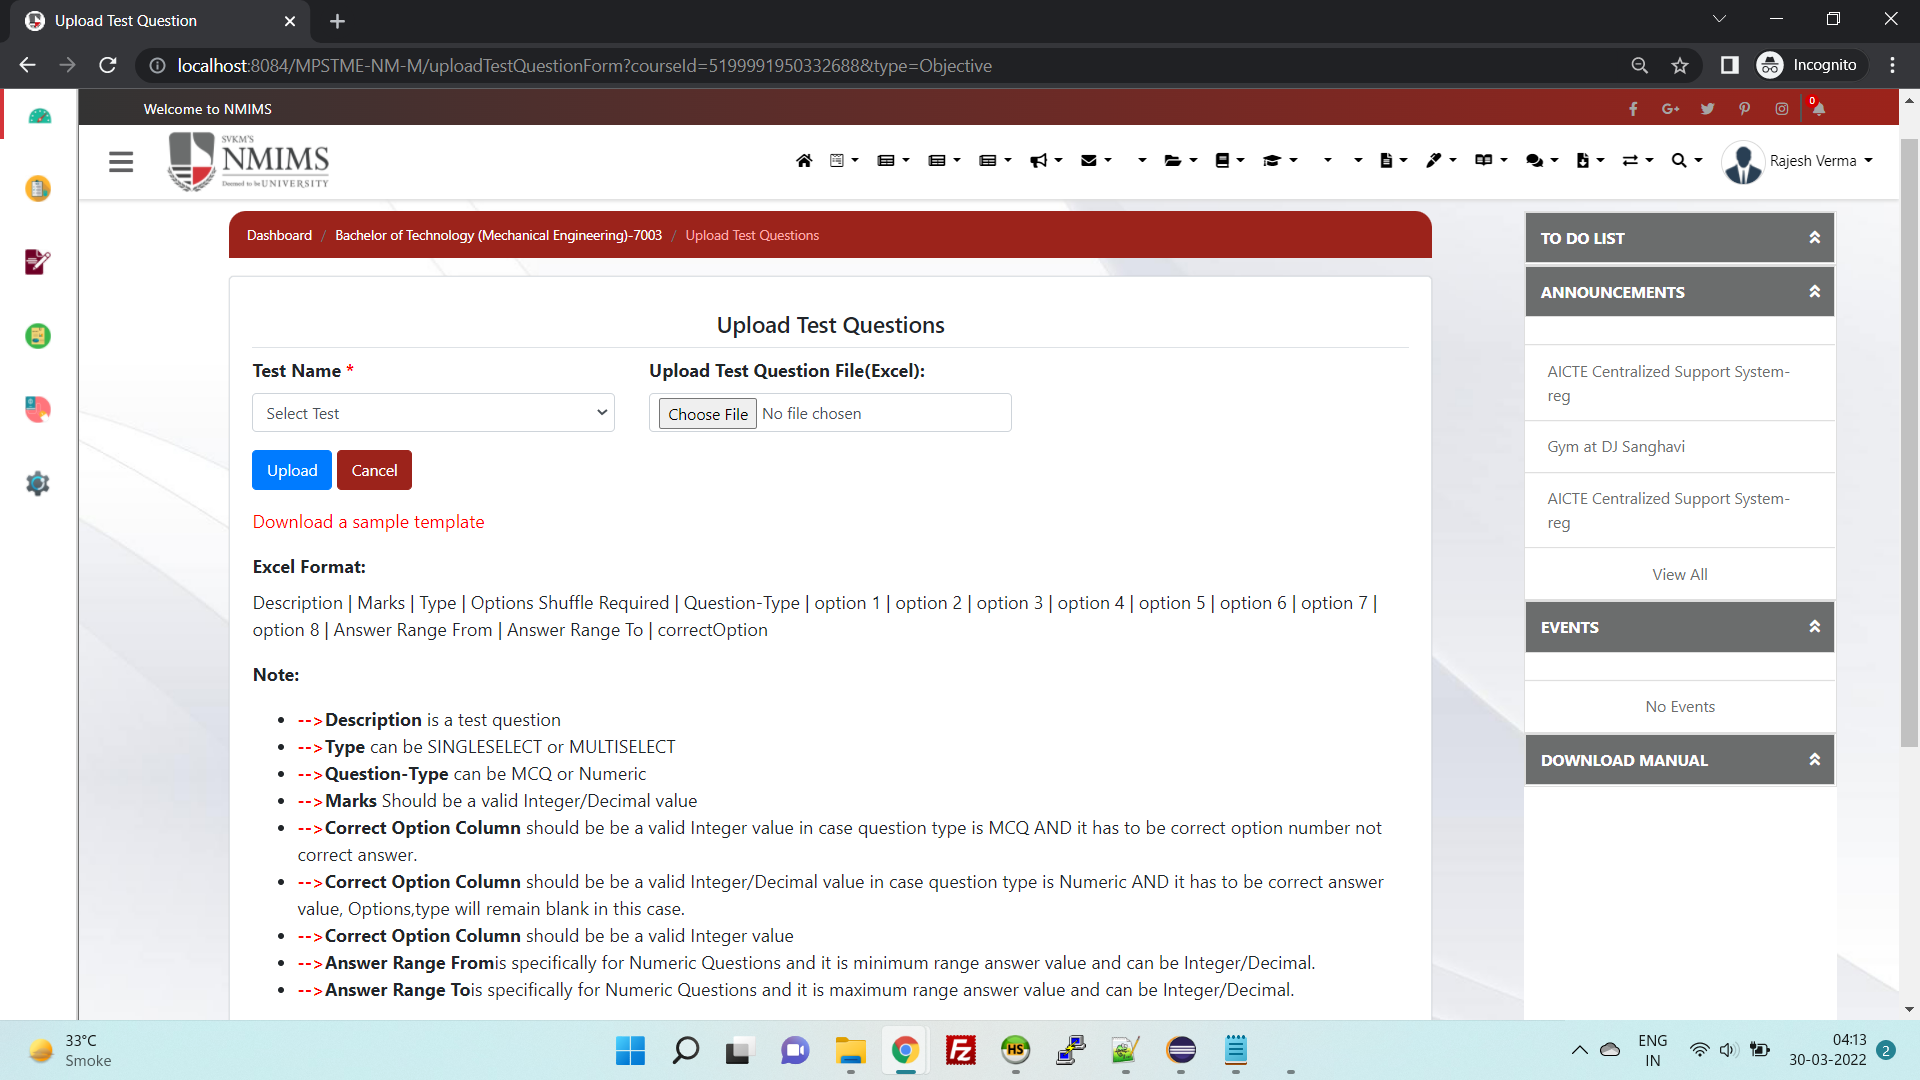 Upload Test Question
localhost:8084/MPSTME-NM-M/uploadTestQuestionForm?courseId=51999919503326888&type=Objective
Incognito
Welcome to NMIMS
0
SVKM'S
NMIMS
Deemed to be UNIVERSITY
Rajesh Verma
Dashboard / Bachelor of Technology (Mechanical Engineering)-7003 / Upload Test Questions
Upload Test Questions
Test Name *
Upload Test Question File(Excel):
Select Test
Choose File No file chosen
Upload
Cancel
Download a sample template
Excel Format:
Description | Marks | Type | Options Shuffle Required | Question-Type | option 1 | option 2 | option 3 | option 4 | option 5 | option 6 | option 7 |
option 8 | Answer Range From | Answer Range To | correctOption
Note:
-->Description is a test question
-->Type can be SINGLESELECT or MULTISELECT
-->Question-Type can be MCQ or Numeric
-->Marks Should be a valid Integer/Decimal value
-->Correct Option Column should be be a valid Integer value in case question type is MCQ AND it has to be correct option number not
correct answer.
-->Correct Option Column should be be a valid Integer/Decimal value in case question type is Numeric AND it has to be correct answer
value, Options,type will remain blank in this case.
-->Correct Option Column should be be a valid Integer value
-->Answer Range Fromis specifically for Numeric Questions and it is minimum range answer value and can be Integer/Decimal.
-->Answer Range Tois specifically for Numeric Questions and it is maximum range answer value and can be Integer/Decimal.
TO DO LIST
ANNOUNCEMENTS
AICTE Centralized Support System-
reg
Gym at DJ Sanghavi
AICTE Centralized Support System-
reg
View All
EVENTS
No Events
DOWNLOAD MANUAL
33°C
Smoke
HS
ENG
IN
04:13
30-03-2022
2